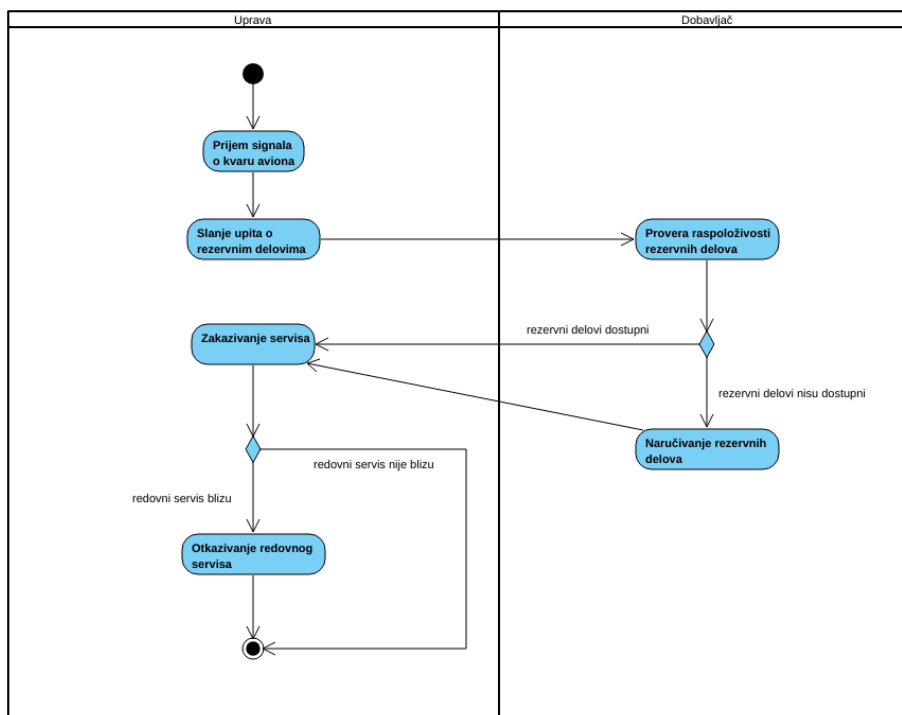 Uprava
Dobavljač
Prijem signala
o kvaru aviona
Slanje upita o
rezervnim delovima
Provera raspoloživosti
rezervnih delova
rezervni delovi dostupni
Zakazivanje servisa
rezervni delovi nisu dostupni
Naručivanje rezervnih
delova
redovni servis nije blizu
redovni servis blizu
Otkazivanje redovnog
servisa